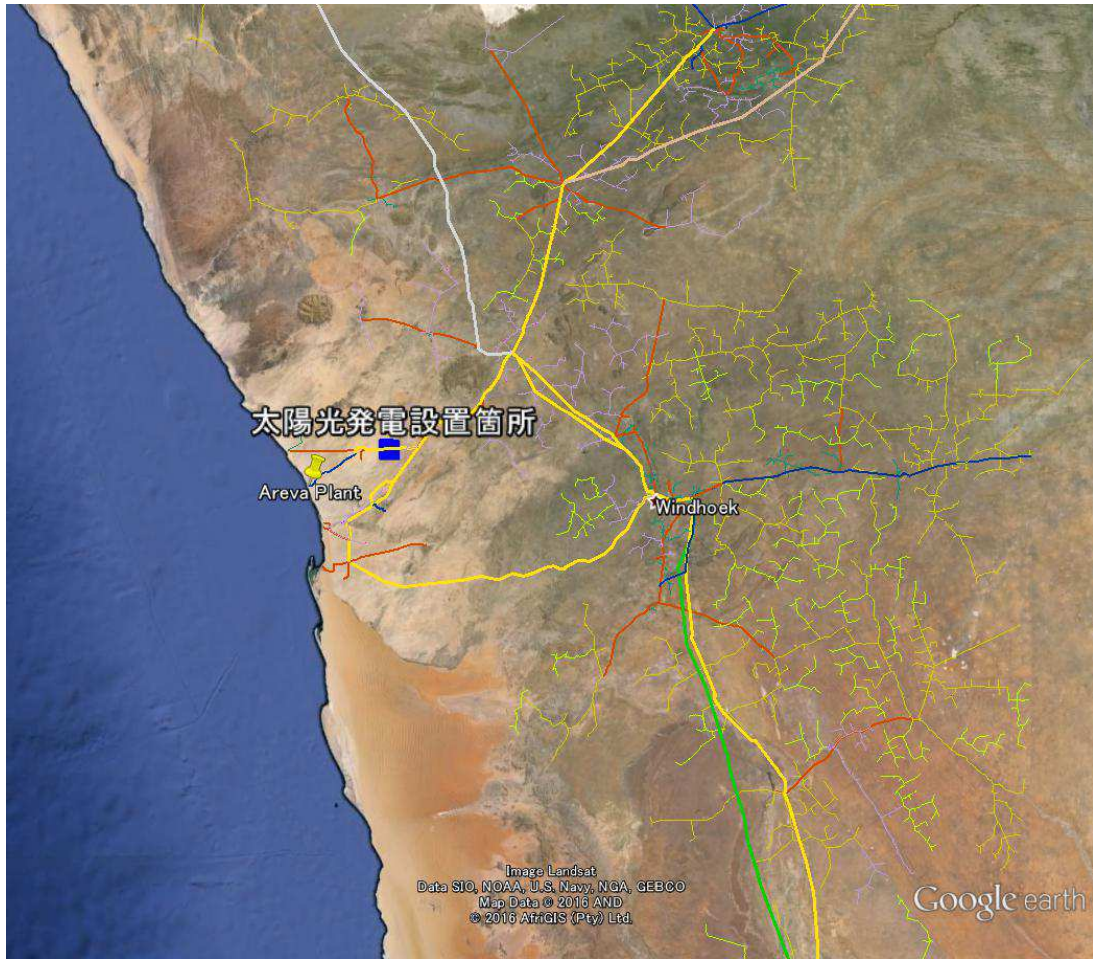 太陽光発電設置箇所
Areva Plant
Windhoek
Image Landsat
Data SIO, NOAA, U.S. Navy, NGA, GEBCO
Map Data © 2016 AND
© 2016 AfriGIS (Pty) Ltd.
Google earth